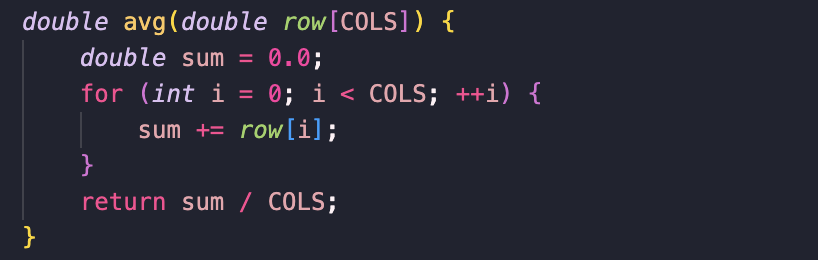 double avg(double row[COLS]) {
    double sum = 0.0;
    for (int i = 0; i < COLS; ++i) {
        sum += row[i];
    }
    return sum / COLS;
}